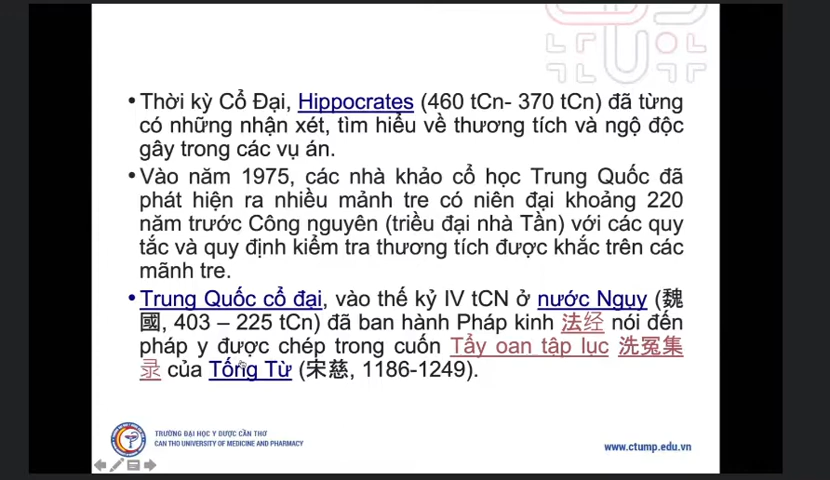 • Thời kỳ Cổ Đại, Hippocrates (460 tCn- 370 tCn) đã từng
có những nhận xét, tìm hiểu về thương tích và ngộ độc
gây trong các vụ án.
• Vào năm 1975, các nhà khảo cổ học Trung Quốc đã
phát hiện ra nhiều mảnh tre có niên đại khoảng 220
năm trước Công nguyên (triều đại nhà Tần) với các quy
tắc và quy định kiểm tra thương tích được khắc trên các
mãnh tre.
• Trung Quốc cổ đại, vào thế kỷ IV tCN ở nước Ngụy (魏
國, 403 – 225 tCn) đã ban hành Pháp kinh 法经 nói đến
pháp y được chép trong cuốn Tẩy oan tập lục 洗冤集
录 của Tống Từ (宋慈, 1186-1249).
TRƯỜNG ĐẠI HỌC Y DƯỢC CẦN THƠ
CAN THO UNIVERSITY OF MEDICINE AND PHARMACY
www.ctump.edu.vn